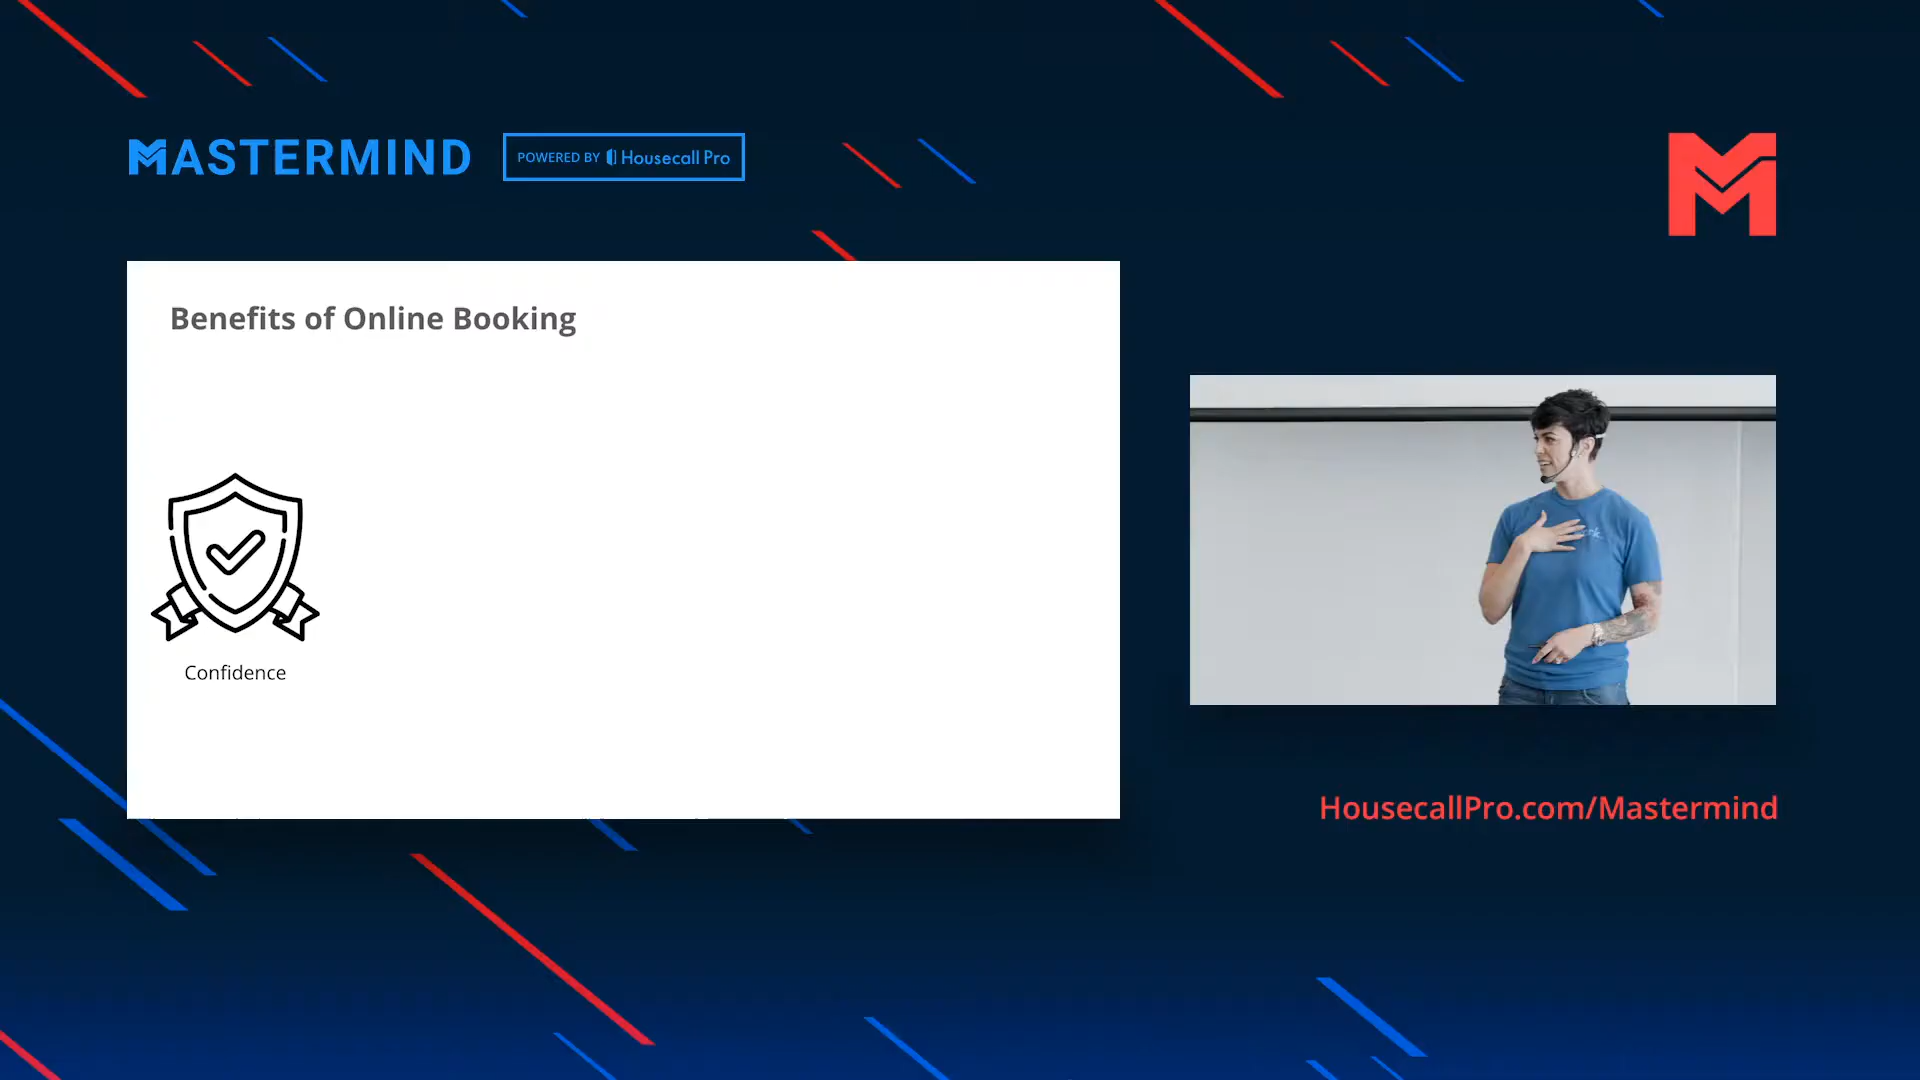 MASTERMIND
POWERED BY Housecall Pro
Benefits of Online Booking
Confidence
HousecallPro.com/Mastermind